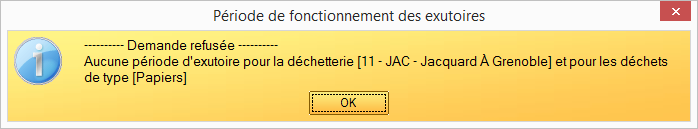 Période de fonctionnement des exutoires
---------- Demande refusée ----------
Aucune période d'exutoire pour la déchetterie [11 - JAC - Jacquard À Grenoble] et pour les déchets
de type [Papiers]
OK